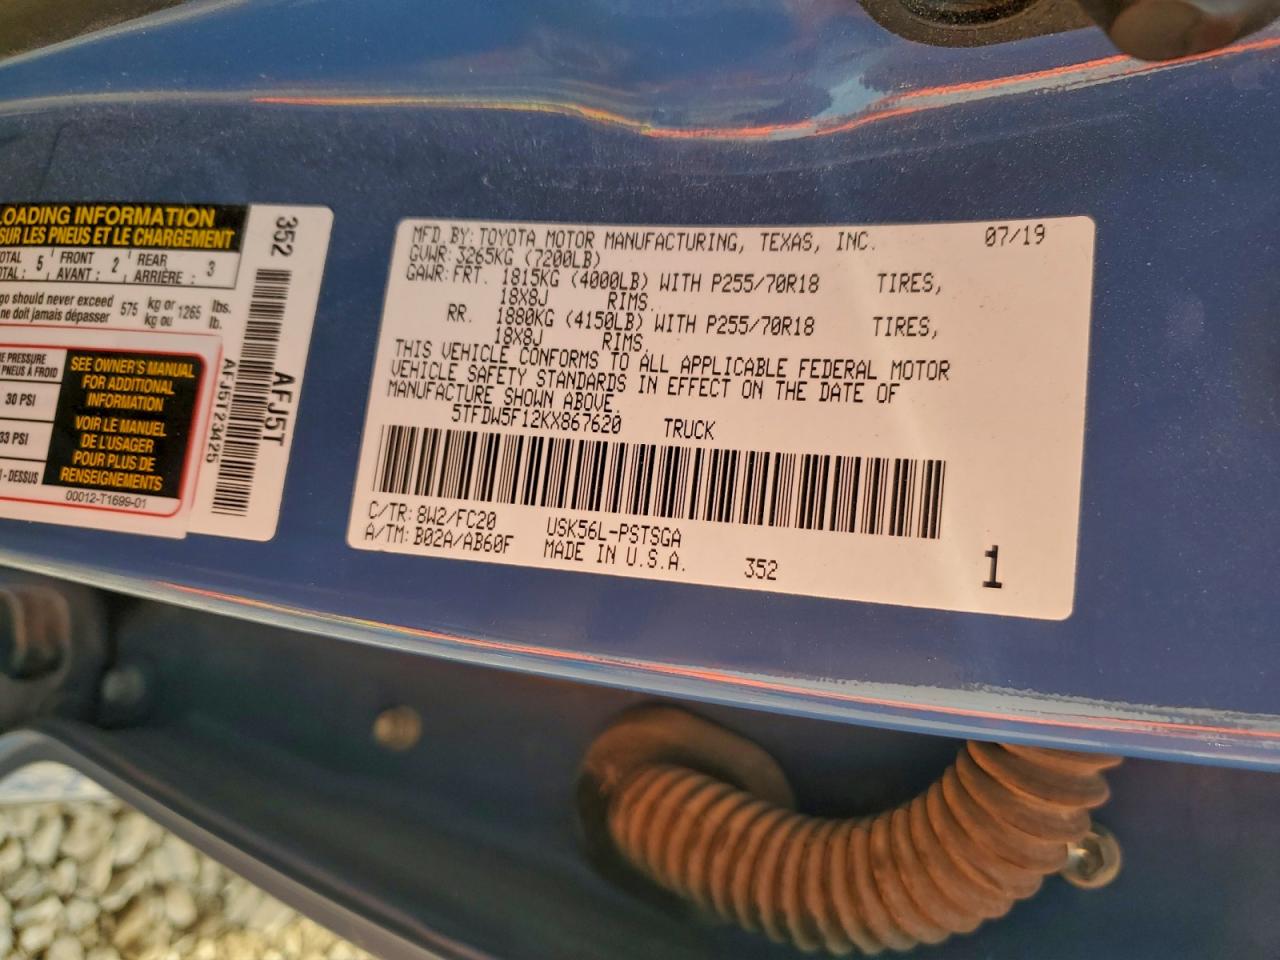 LOADING INFORMATION
SUR LES PNEUS ET LE CHARGEMENT
TOTAL : 5 FRONT AVANT : 2 REAR ARRIÈRE : 3
go should never exceed 575 kg or 1265 lbs.
ne doit jamais dépasser kg ou lb.
PRESSURE
PNEUS À FROID
30 PSI
33 PSI
- DESSUS
SEE OWNER'S MANUAL
FOR ADDITIONAL
INFORMATION
VOIR LE MANUEL
DE L'USAGER
POUR PLUS DE
RENSEIGNEMENTS
00012-T1699-01
352
AFJ5T
AFJ5T23425
MFD. BY: TOYOTA MOTOR MANUFACTURING, TEXAS, INC. 07/19
GVWR: 3265KG (7200LB)
GAWR: FRT. 1815KG (4000LB) WITH P255/70R18 TIRES,
18X8J RIMS.
RR. 1880KG (4150LB) WITH P255/70R18 TIRES,
18X8J RIMS.
THIS VEHICLE CONFORMS TO ALL APPLICABLE FEDERAL MOTOR
VEHICLE SAFETY STANDARDS IN EFFECT ON THE DATE OF
MANUFACTURE SHOWN ABOVE.
5TFDW5F12KX867620 TRUCK
C/TR: 8W2/FC20 USK56L-PSTSGA
A/TM: B02A/AB60F MADE IN U.S.A. 352 1